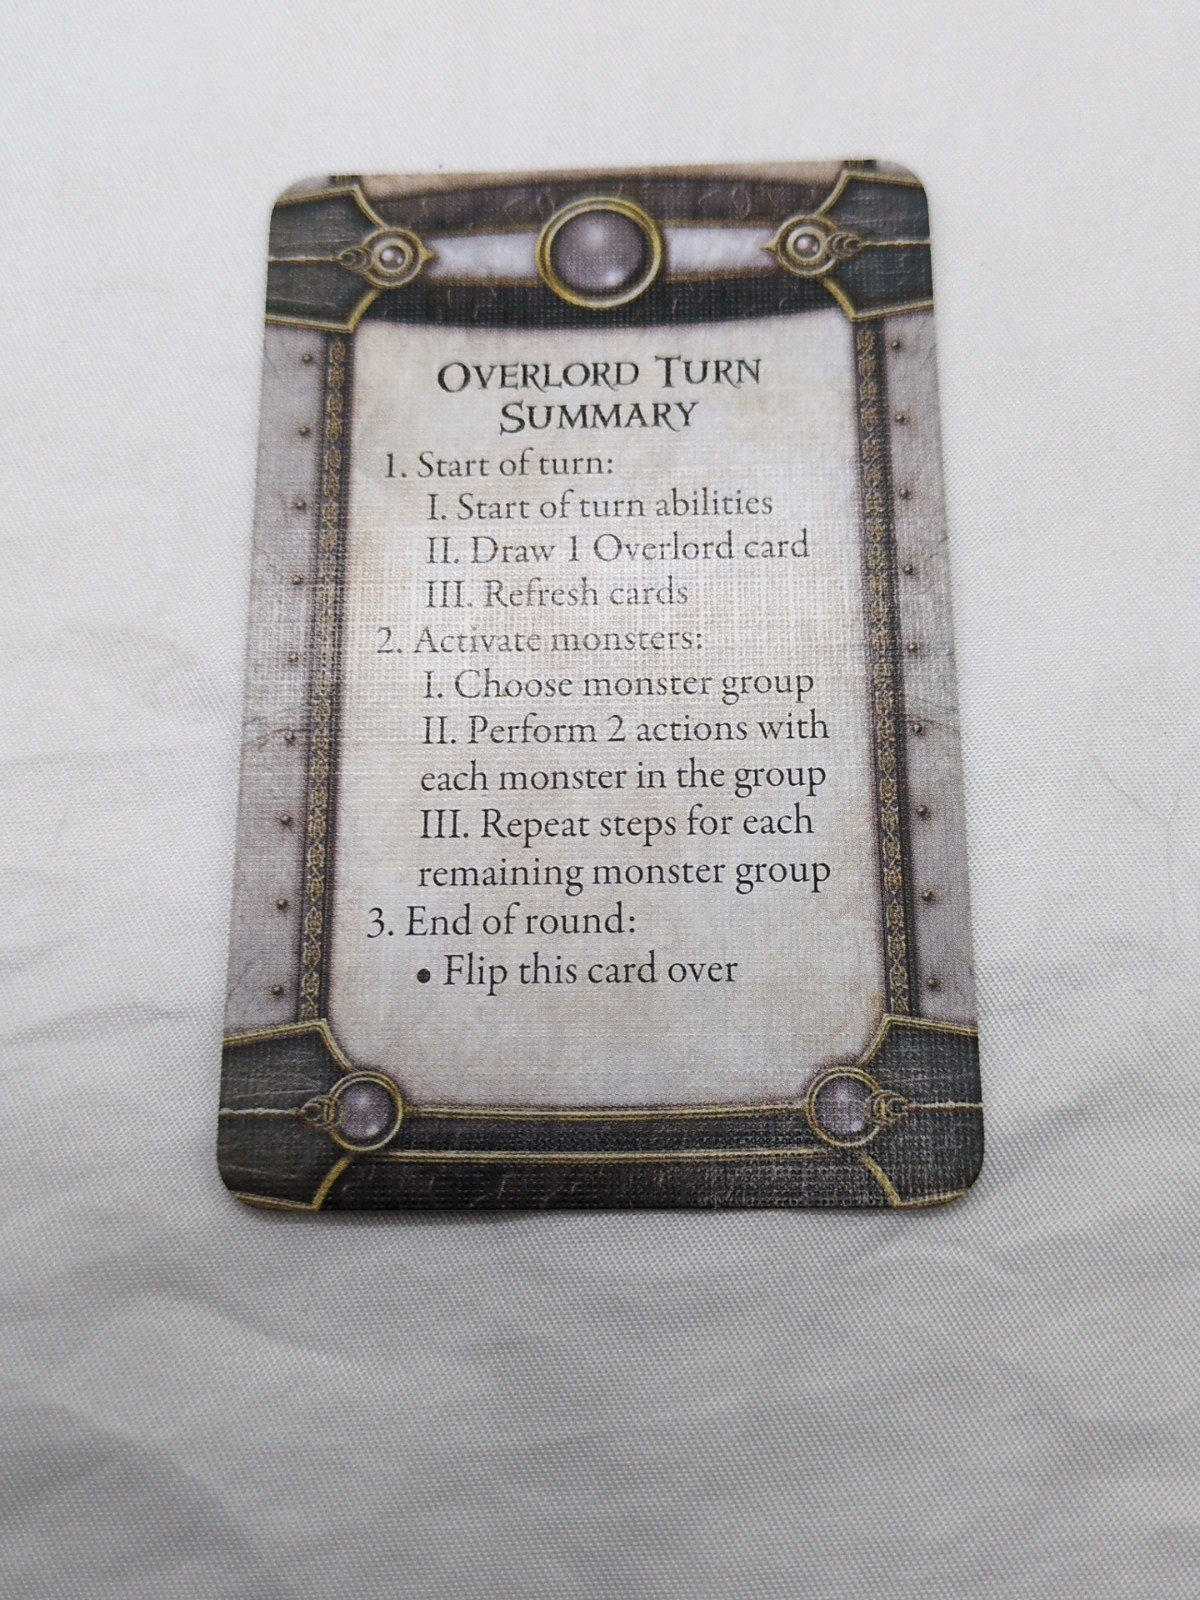 OVERLORD TURN
SUMMARY
1. Start of turn:
I. Start of turn abilities
II. Draw 1 Overlord card
III. Refresh cards
2. Activate monsters:
I. Choose monster group
II. Perform 2 actions with
each monster in the group
III. Repeat steps for each
remaining monster group
3. End of round:
• Flip this card over